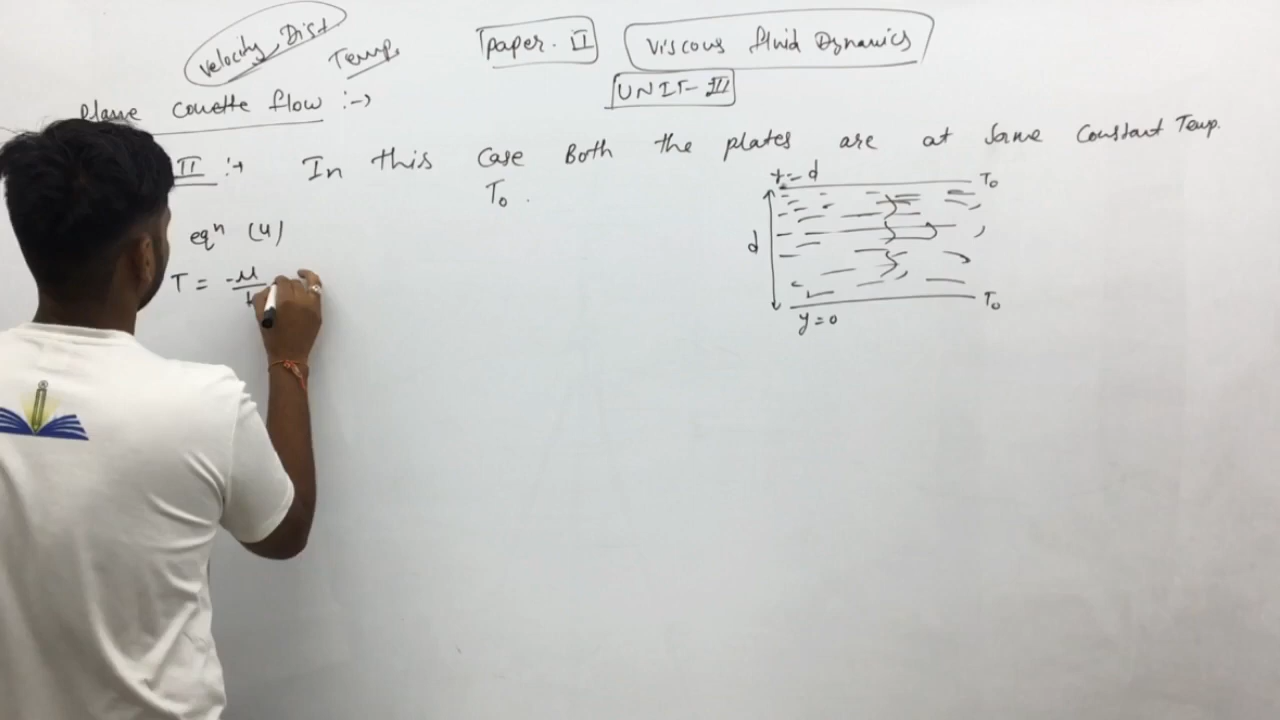 Velocity Dist.
Temp.
paper. II
Viscous fluid Dynamics
UNIT-III
Plane couette flow :->
II :+ In this Case Both the plates are at same Constant Temp.
T₀.
eqⁿ (4)
T = -μ
y = d
T₀
d
T₀
y=0